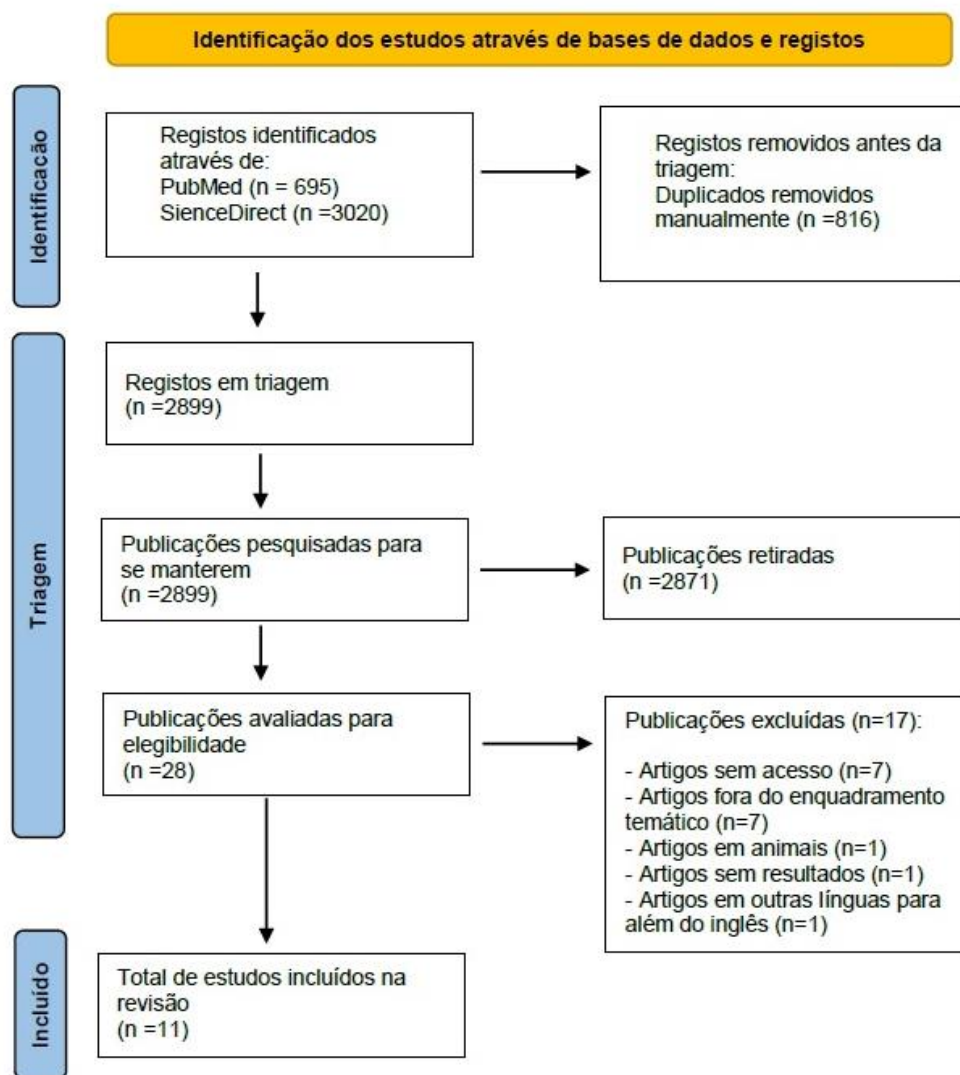 Identificação dos estudos através de bases de dados e registos
Identificação
Registos identificados
através de:
PubMed (n = 695)
SienceDirect (n =3020)
Registos removidos antes da
triagem:
Duplicados removidos
manualmente (n =816)
Triagem
Registos em triagem
(n =2899)
Publicações pesquisadas para
se manterem
(n =2899)
Publicações retiradas
(n =2871)
Publicações avaliadas para
elegibilidade
(n =28)
Publicações excluídas (n=17):
- Artigos sem acesso (n=7)
- Artigos fora do enquadramento
temático (n=7)
- Artigos em animais (n=1)
- Artigos sem resultados (n=1)
- Artigos em outras línguas para
além do inglês (n=1)
Incluído
Total de estudos incluídos na
revisão
(n =11)